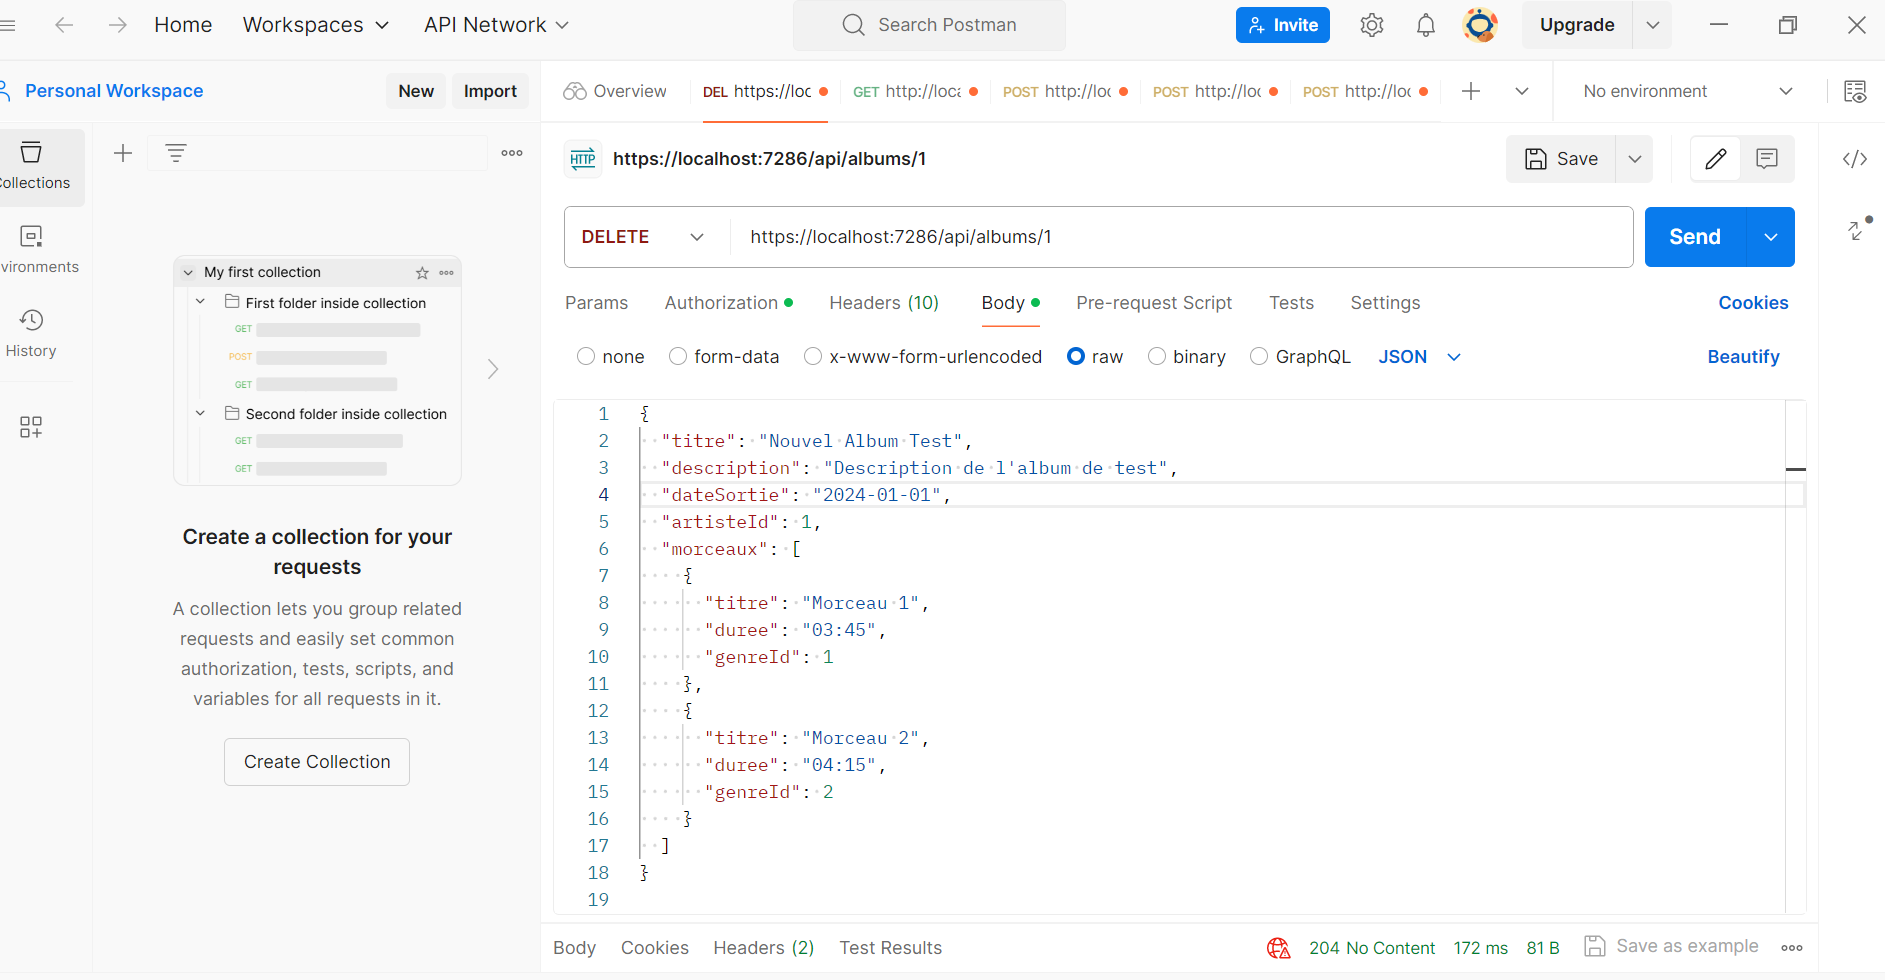 Home Workspaces API Network Search Postman Invite Upgrade
Personal Workspace New Import Overview DEL https://loc GET http://loca POST http://loc POST http://loc POST http://loc No environment
HTTP https://localhost:7286/api/albums/1 Save
DELETE https://localhost:7286/api/albums/1 Send
Params Authorization Headers (10) Body Pre-request Script Tests Settings Cookies
none form-data x-www-form-urlencoded raw binary GraphQL JSON Beautify
ollections
vironments
History
My first collection
First folder inside collection
GET
POST
GET
Second folder inside collection
GET
GET
Create a collection for your
requests
A collection lets you group related
requests and easily set common
authorization, tests, scripts, and
variables for all requests in it.
Create Collection
1 {
2 "titre": "Nouvel Album Test",
3 "description": "Description de l'album de test",
4 "dateSortie": "2024-01-01",
5 "artisteId": 1,
6 "morceaux": [
7 {
8 "titre": "Morceau 1",
9 "duree": "03:45",
10 "genreId": 1
11 },
12 {
13 "titre": "Morceau 2",
14 "duree": "04:15",
15 "genreId": 2
16 }
17 ]
18 }
19
Body Cookies Headers (2) Test Results 204 No Content 172 ms 81 B Save as example